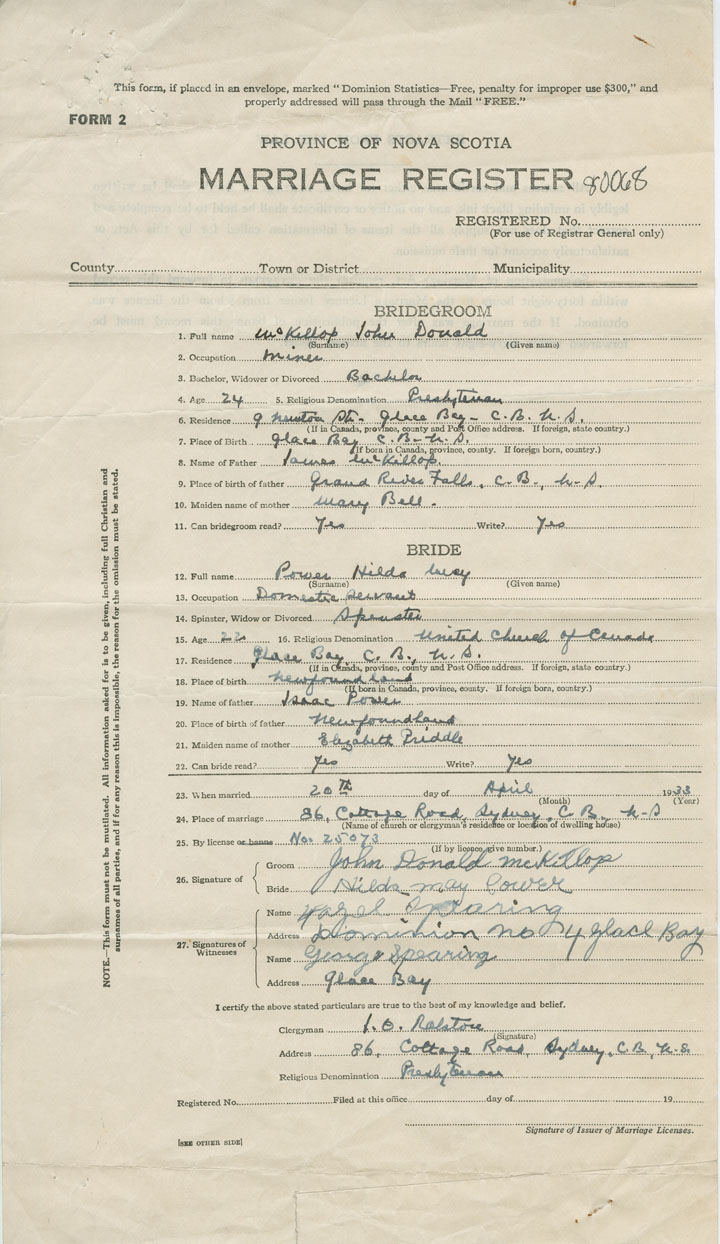 This form, if placed in an envelope, marked "Dominion Statistics—Free, penalty for improper use $300," and
properly addressed will pass through the Mail "FREE."
FORM 2
PROVINCE OF NOVA SCOTIA
MARRIAGE REGISTER 80068
REGISTERED No.
(For use of Registrar General only)
County Town or District Municipality
BRIDEGROOM
1. Full name McKillop John Donald
(Surname) (Given name)
2. Occupation Miner
3. Bachelor, Widower or Divorced Bachelor
4. Age 24 5. Religious Denomination Presbyterian
6. Residence 9 Newton St. Glace Bay - C.B. N.S.
(If in Canada, province, county and Post Office address. If foreign, state country.)
7. Place of Birth Glace Bay C.B. - N.S.
(If born in Canada, province, county. If foreign born, country.)
8. Name of Father James McKillop.
9. Place of birth of father Grand River Falls, C.B., N.S.
10. Maiden name of mother Mary Bell.
11. Can bridegroom read? Yes Write? Yes
BRIDE
12. Full name Power Hilda
(Surname) (Given name)
13. Occupation Domestic Servant
14. Spinster, Widow or Divorced Spinster
15. Age 22 16. Religious Denomination United Church of Canada
17. Residence Glace Bay C.B., N.S.
(If in Canada, province, county and Post Office address. If foreign, state country.)
18. Place of birth Newfoundland
(If born in Canada, province, county. If foreign born, country.)
19. Name of father Isaac Power
20. Place of birth of father Newfoundland
21. Maiden name of mother Elizabeth Priddle
22. Can bride read? Yes Write? Yes
23. When married 20th day of April 1933
(Month) (Year)
24. Place of marriage 86, Cottage Road, Sydney, C.B., N-S
(Name of church or clergyman's residence or location of dwelling house)
25. By license or banns No. 25073
(If by licence, give number.)
26. Signature of
Groom John Donald McKillop
Bride Hilda May Power
27. Signatures of Witnesses
Name Hazel Spearing
Address Dominion No 4 Glace Bay
Name George Spearing
Address Glace Bay
I certify the above stated particulars are true to the best of my knowledge and belief.
Clergyman Ralston
(Signature)
Address 86, Cottage Road, Sydney, C.B., N.S.
Religious Denomination Presbyterian
Registered No. Filed at this office day of 19
Signature of Issuer of Marriage Licenses.
[SEE OTHER SIDE]
NOTE.—This form must not be mutilated. All information asked for is to be given, including full Christian and
surnames of all parties, and if for any reason this is impossible, the reason for the omission must be stated.